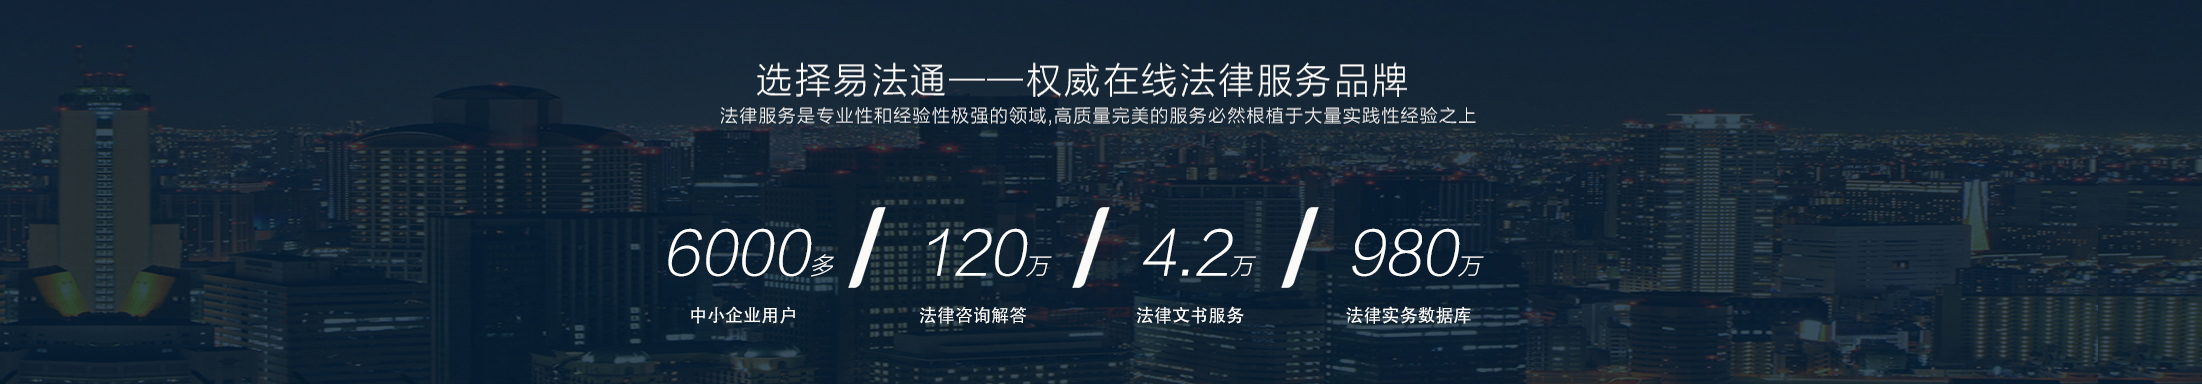 选择易法通——权威在线法律服务品牌
法律服务是专业性和经验性极强的领域,高质量完美的服务必然根植于大量实践性经验之上
6000多 / 120万 / 4.2万 / 980万
中小企业用户 法律咨询解答 法律文书服务 法律实务数据库